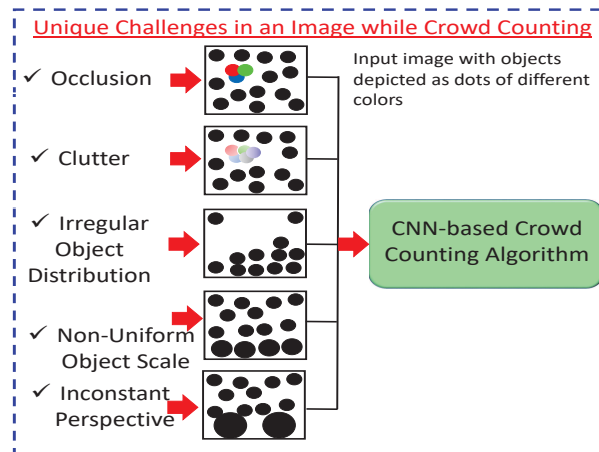 Unique Challenges in an Image while Crowd Counting
✓ Occlusion
Input image with objects
depicted as dots of different
colors
✓ Clutter
✓ Irregular
Object
Distribution
CNN-based Crowd
Counting Algorithm
✓ Non-Uniform
Object Scale
✓ Inconstant
Perspective